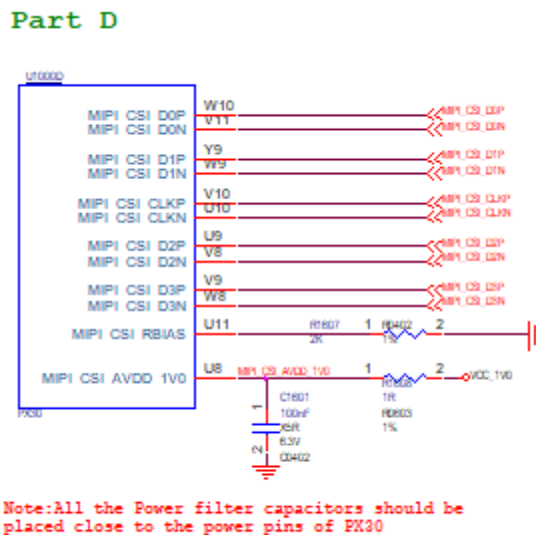 Part D
U1000D
MIPI CSI D0P W10 MIPI_CSI_D0P
MIPI CSI D0N V11 MIPI_CSI_D0N
MIPI CSI D1P Y9 MIPI_CSI_D1P
MIPI CSI D1N W9 MIPI_CSI_D1N
MIPI CSI CLKP V10 MIPI_CSI_CLKP
MIPI CSI CLKN U10 MIPI_CSI_CLKN
MIPI CSI D2P U9 MIPI_CSI_D2P
MIPI CSI D2N V8 MIPI_CSI_D2N
MIPI CSI D3P V9 MIPI_CSI_D3P
MIPI CSI D3N W8 MIPI_CSI_D3N
MIPI CSI RBIAS U11 R1607 1 R0402 2
2K 1%
MIPI CSI AVDD 1V0 U8 MIPI_CSI_AVDD_1V0 1 2 VCC_1V0
R1608
1 C1601 1R
100nF R0603
X5R 1%
2 6.3V
C0402
PX30
Note:All the Power filter capacitors should be
placed close to the power pins of PX30